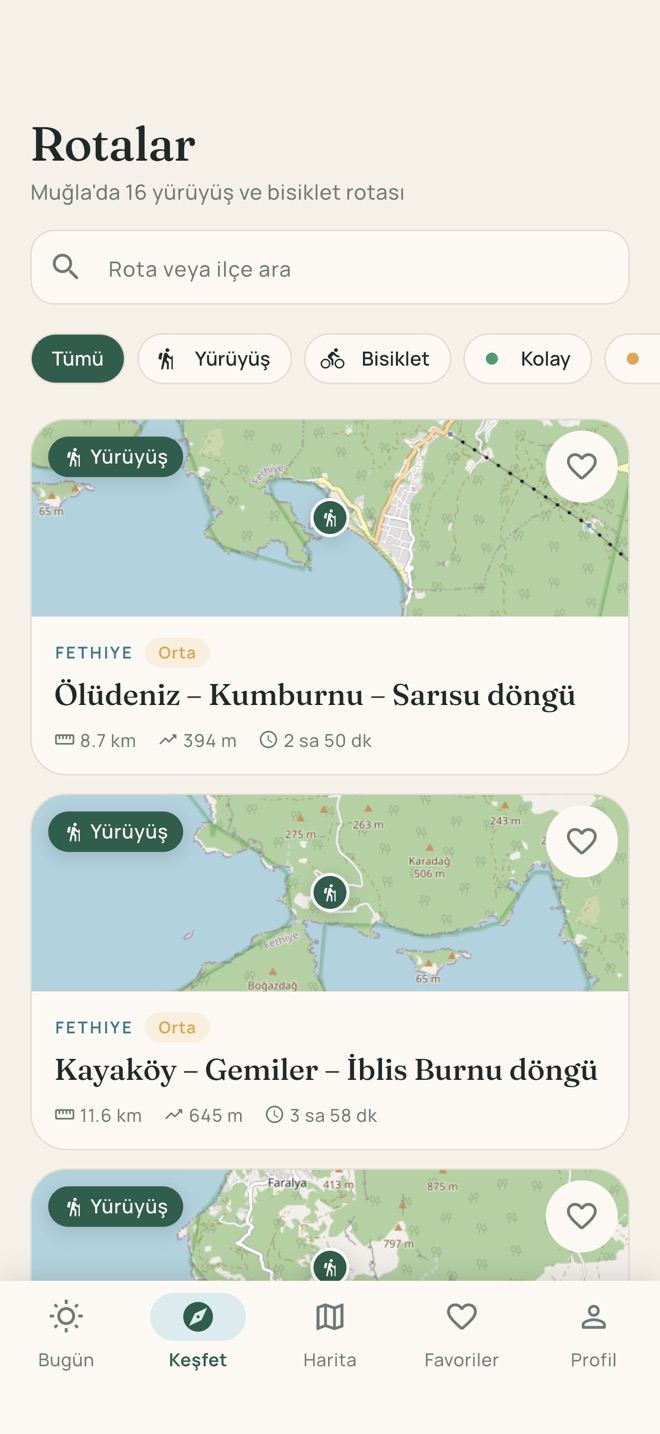 Rotalar
Muğla'da 16 yürüyüş ve bisiklet rotası
Rota veya ilçe ara
Tümü
Yürüyüş
Bisiklet
Kolay
Yürüyüş
Fethiye
65 m
FETHIYE
Orta
Ölüdeniz – Kumburnu – Sarısu döngü
8.7 km
394 m
2 sa 50 dk
Yürüyüş
275 m
263 m
243 m
Karadağ
506 m
Fethiye
65 m
Boğazdağ
FETHIYE
Orta
Kayaköy – Gemiler – İblis Burnu döngü
11.6 km
645 m
3 sa 58 dk
Yürüyüş
Faralya
413 m
875 m
797 m
Bugün
Keşfet
Harita
Favoriler
Profil